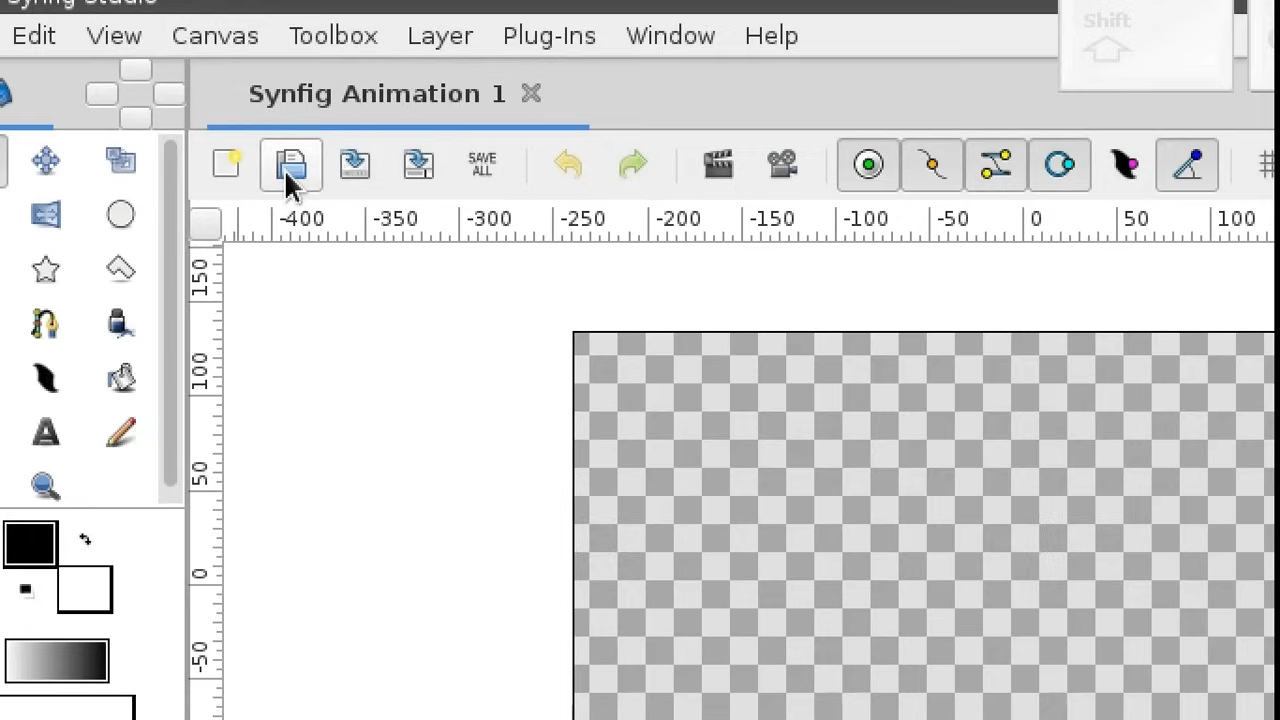 Synfig Studio
Edit View Canvas Toolbox Layer Plug-Ins Window Help
Shift
Synfig Animation 1
SAVE
ALL
-400 -350 -300 -250 -200 -150 -100 -50 0 50 100
150
100
50
0
-50